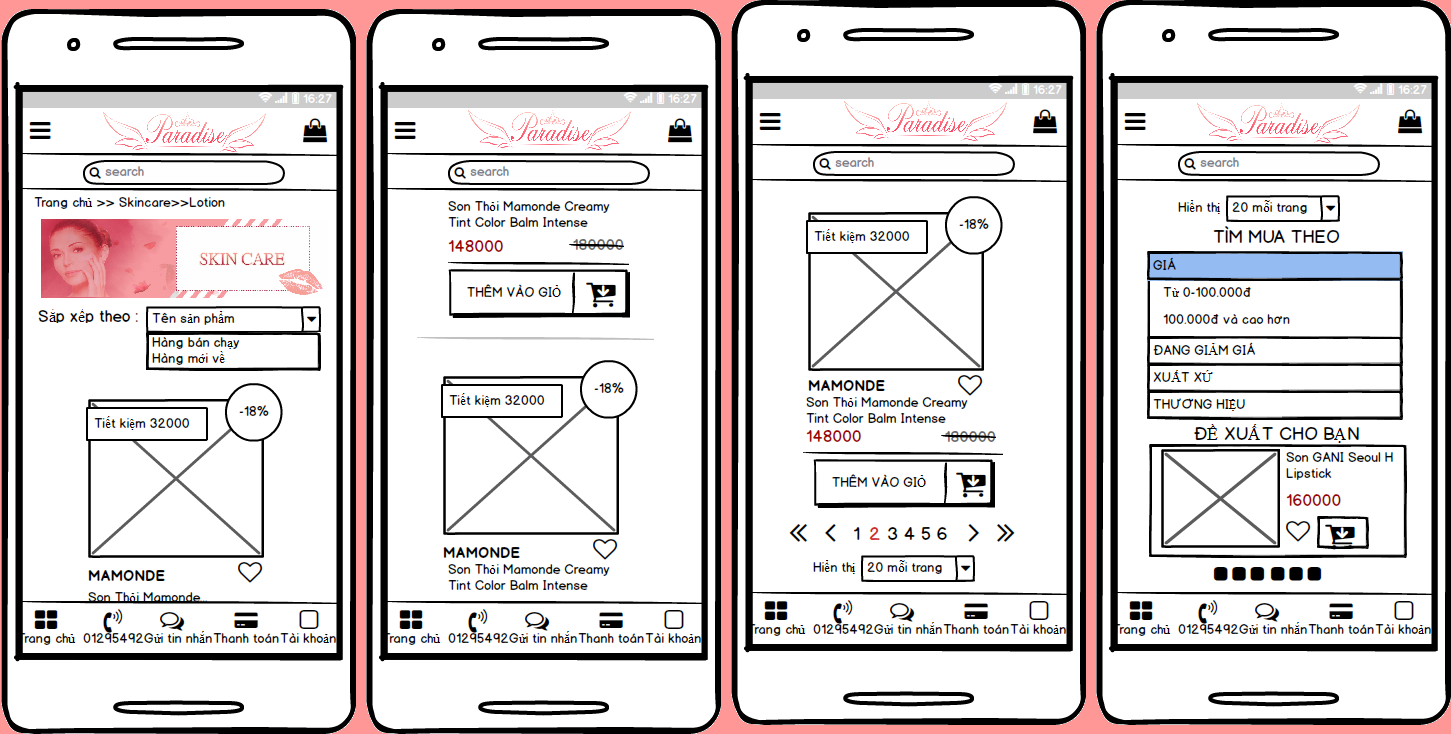 16:27
Paradise
search
Trang chủ >> Skincare>>Lotion
SKIN CARE
Sắp xếp theo : Tên sản phẩm
Hàng bán chạy
Hàng mới về
-18%
Tiết kiệm 32000
MAMONDE
Son Thỏi Mamonde...
Trang chủ 01295492 Gửi tin nhắn Thanh toán Tài khoản
16:27
Paradise
search
Son Thỏi Mamonde Creamy
Tint Color Balm Intense
148000 180000
THÊM VÀO GIỎ
-18%
Tiết kiệm 32000
MAMONDE
Son Thỏi Mamonde Creamy
Tint Color Balm Intense
Trang chủ 01295492 Gửi tin nhắn Thanh toán Tài khoản
16:27
Paradise
search
-18%
Tiết kiệm 32000
MAMONDE
Son Thỏi Mamonde Creamy
Tint Color Balm Intense
148000 180000
THÊM VÀO GIỎ
1 2 3 4 5 6
Hiển thị 20 mỗi trang
Trang chủ 01295492 Gửi tin nhắn Thanh toán Tài khoản
16:27
Paradise
search
Hiển thị 20 mỗi trang
TÌM MUA THEO
GIÁ
Từ 0-100.000đ
100.000đ và cao hơn
ĐANG GIẢM GIÁ
XUẤT XỨ
THƯƠNG HIỆU
ĐỀ XUẤT CHO BẠN
Son GANI Seoul H
Lipstick
160000
Trang chủ 01295492 Gửi tin nhắn Thanh toán Tài khoản